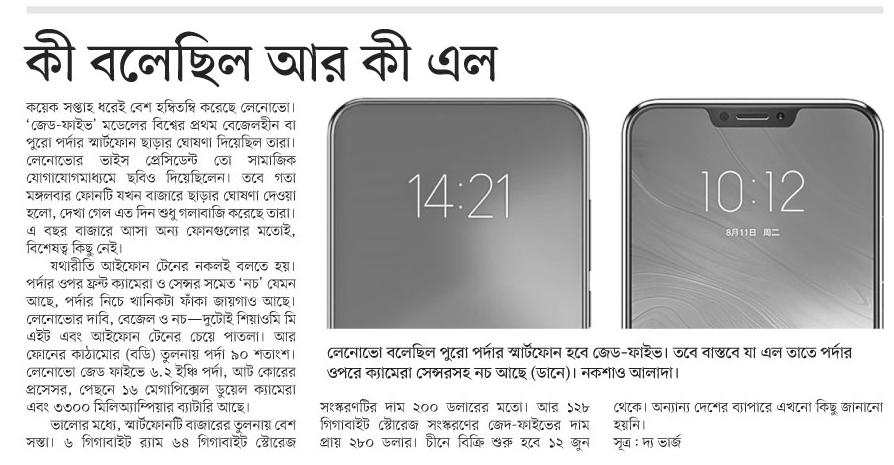 কী বলেছিল আর কী এল
কয়েক সপ্তাহ ধরেই বেশ হম্বিতম্বি করেছে লেনোভো।
‘জেড-ফাইভ’ মডেলের বিশ্বের প্রথম বেজেলহীন বা
পুরো পর্দার স্মার্টফোন ছাড়ার ঘোষণা দিয়েছিল তারা।
লেনোভোর ভাইস প্রেসিডেন্ট তো সামাজিক
যোগাযোগমাধ্যমে ছবিও দিয়েছিলেন। তবে গতা
মঙ্গলবার ফোনটি যখন বাজারে ছাড়ার ঘোষণা দেওয়া
হলো, দেখা গেল এত দিন শুধু গলাবাজি করেছে তারা।
এ বছর বাজারে আসা অন্য ফোনগুলোর মতোই,
বিশেষত্ব কিছু নেই।
যথারীতি আইফোন টেনের নকলই বলতে হয়।
পর্দার ওপর ফ্রন্ট ক্যামেরা ও সেন্সর সমেত ‘নচ’ যেমন
আছে, পর্দার নিচে খানিকটা ফাঁকা জায়গাও আছে।
লেনোভোর দাবি, বেজেল ও নচ—দুটোই শিয়াওমি মি
এইট এবং আইফোন টেনের চেয়ে পাতলা। আর
ফোনের কাঠামোর (বডি) তুলনায় পর্দা ৯০ শতাংশ।
লেনোভো জেড ফাইভে ৬.২ ইঞ্চি পর্দা, আট কোরের
প্রসেসর, পেছনে ১৬ মেগাপিক্সেল ডুয়েল ক্যামেরা
এবং ৩৩০০ মিলিঅ্যাম্পিয়ার ব্যাটারি আছে।
ভালোর মধ্যে, স্মার্টফোনটি বাজারের তুলনায় বেশ
সস্তা। ৬ গিগাবাইট র‍্যাম ৬৪ গিগাবাইট স্টোরেজ
14:21
10:12
8月11日 周二
লেনোভো বলেছিল পুরো পর্দার স্মার্টফোন হবে জেড-ফাইভ। তবে বাস্তবে যা এল তাতে পর্দার
ওপরে ক্যামেরা সেন্সরসহ নচ আছে (ডানে)। নকশাও আলাদা।
সংস্করণটির দাম ২০০ ডলারের মতো। আর ১২৮
গিগাবাইট স্টোরেজ সংস্করণের জেদ-ফাইভের দাম
প্রায় ২৮০ ডলার। চীনে বিক্রি শুরু হবে ১২ জুন
থেকে। অন্যান্য দেশের ব্যাপারে এখনো কিছু জানানো
হয়নি।
সূত্র : দ্য ভার্জ